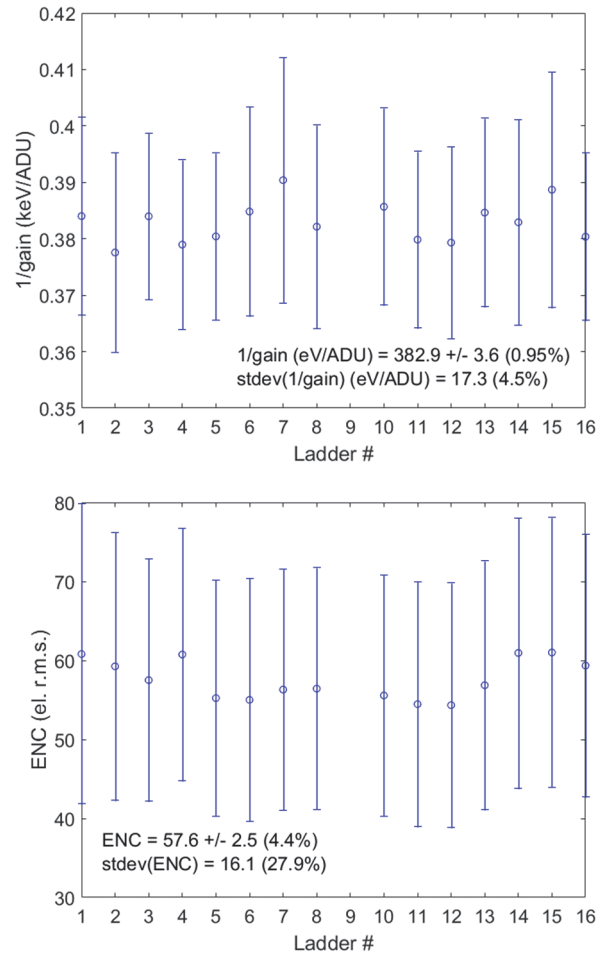 0.42
0.41
0.4
0.39
0.38
0.37
0.36
0.35
1/gain (keV/ADU)
1/gain (eV/ADU) = 382.9 +/- 3.6 (0.95%)
stdev(1/gain) (eV/ADU) = 17.3 (4.5%)
1 2 3 4 5 6 7 8 9 10 11 12 13 14 15 16
Ladder #
80
70
60
50
40
30
ENC (el. r.m.s.)
ENC = 57.6 +/- 2.5 (4.4%)
stdev(ENC) = 16.1 (27.9%)
1 2 3 4 5 6 7 8 9 10 11 12 13 14 15 16
Ladder #